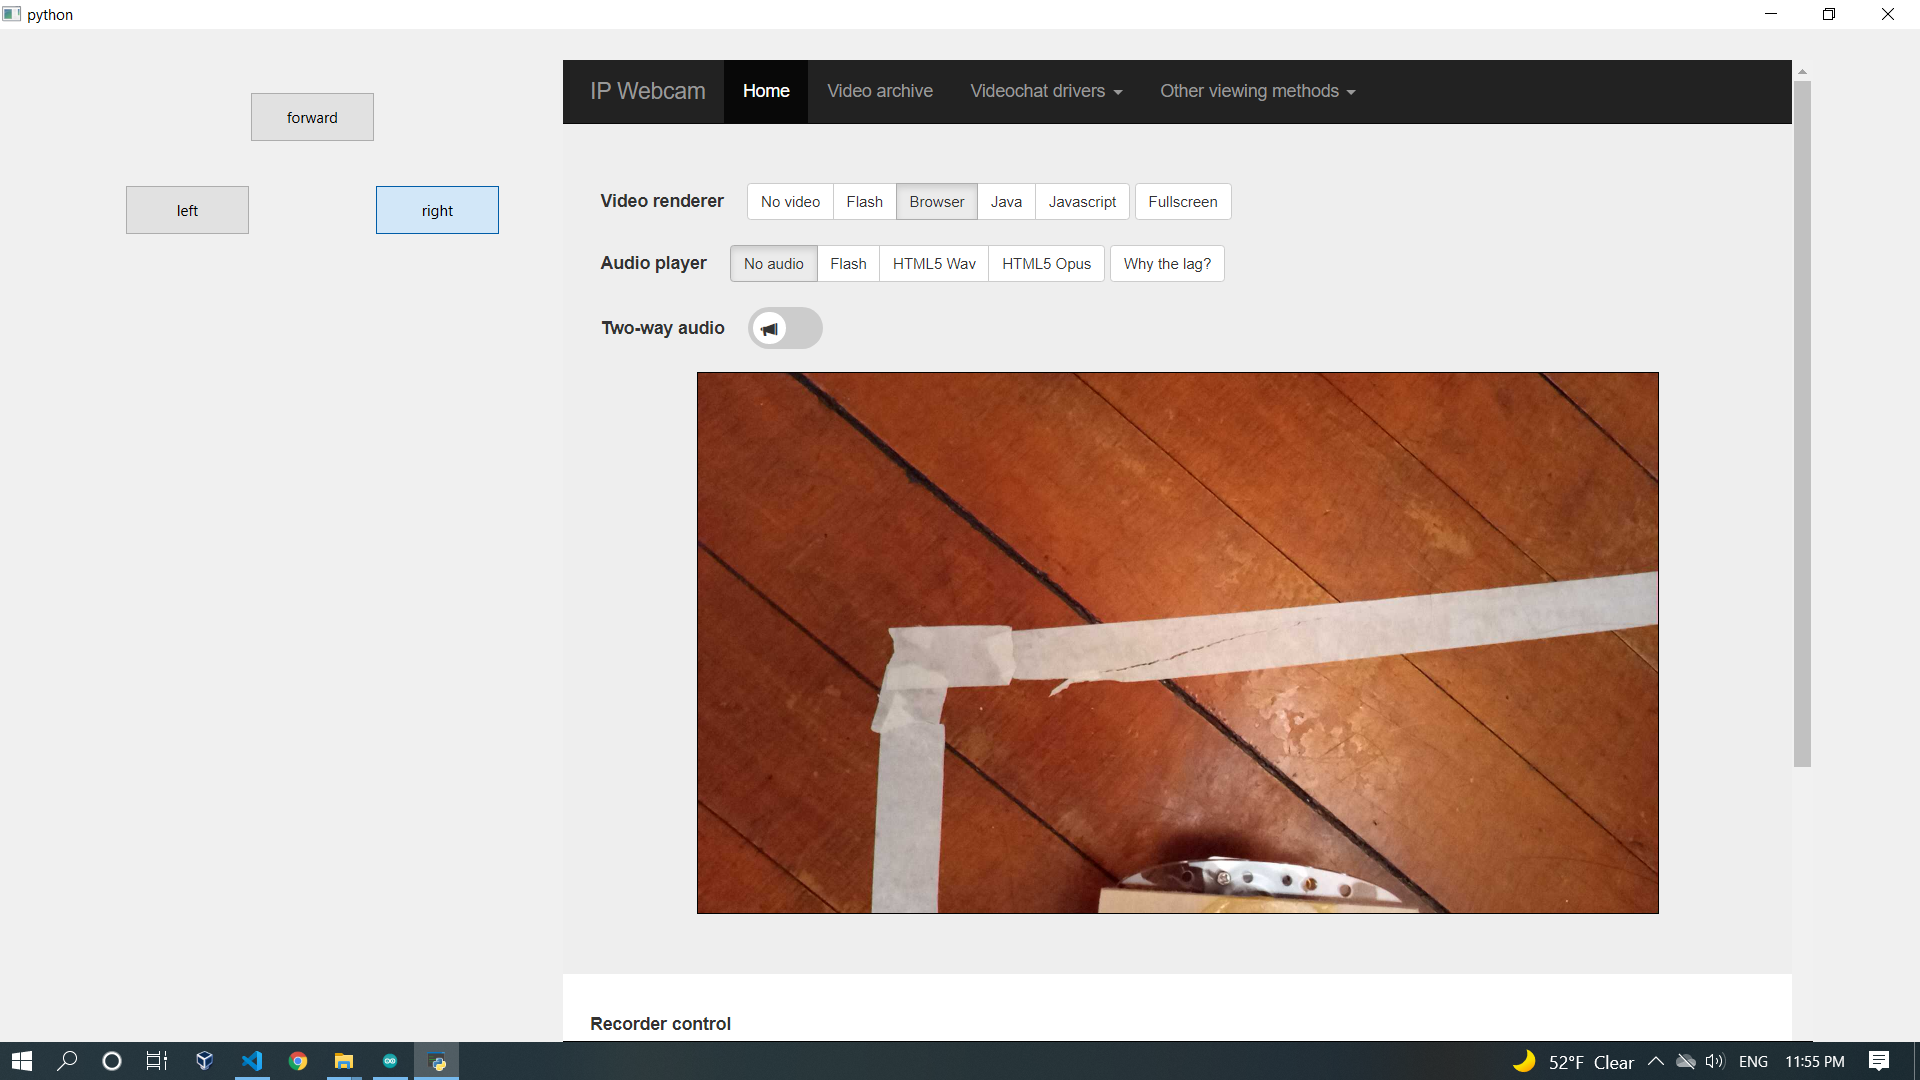 python
forward
left
right
IP Webcam Home Video archive Videochat drivers Other viewing methods
Video renderer No video Flash Browser Java Javascript Fullscreen
Audio player No audio Flash HTML5 Wav HTML5 Opus Why the lag?
Two-way audio
Recorder control
52°F Clear ENG 11:55 PM